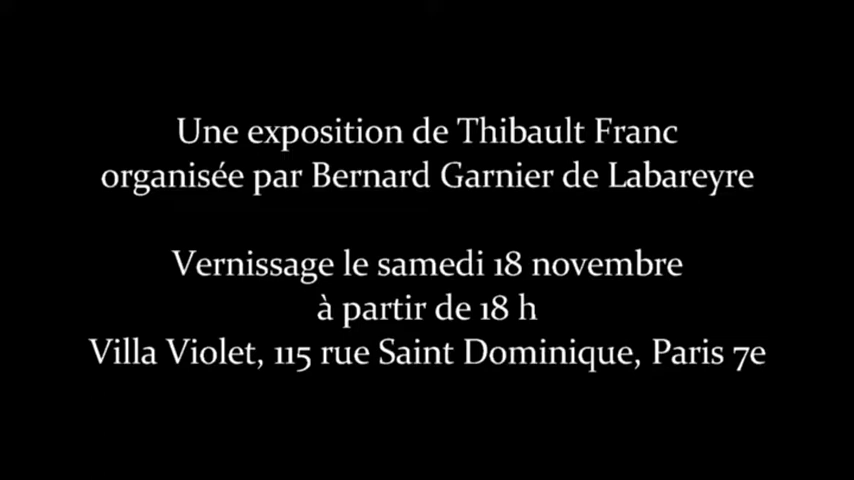 Une exposition de Thibault Franc
organisée par Bernard Garnier de Labareyre
Vernissage le samedi 18 novembre
à partir de 18 h
Villa Violet, 115 rue Saint Dominique, Paris 7e